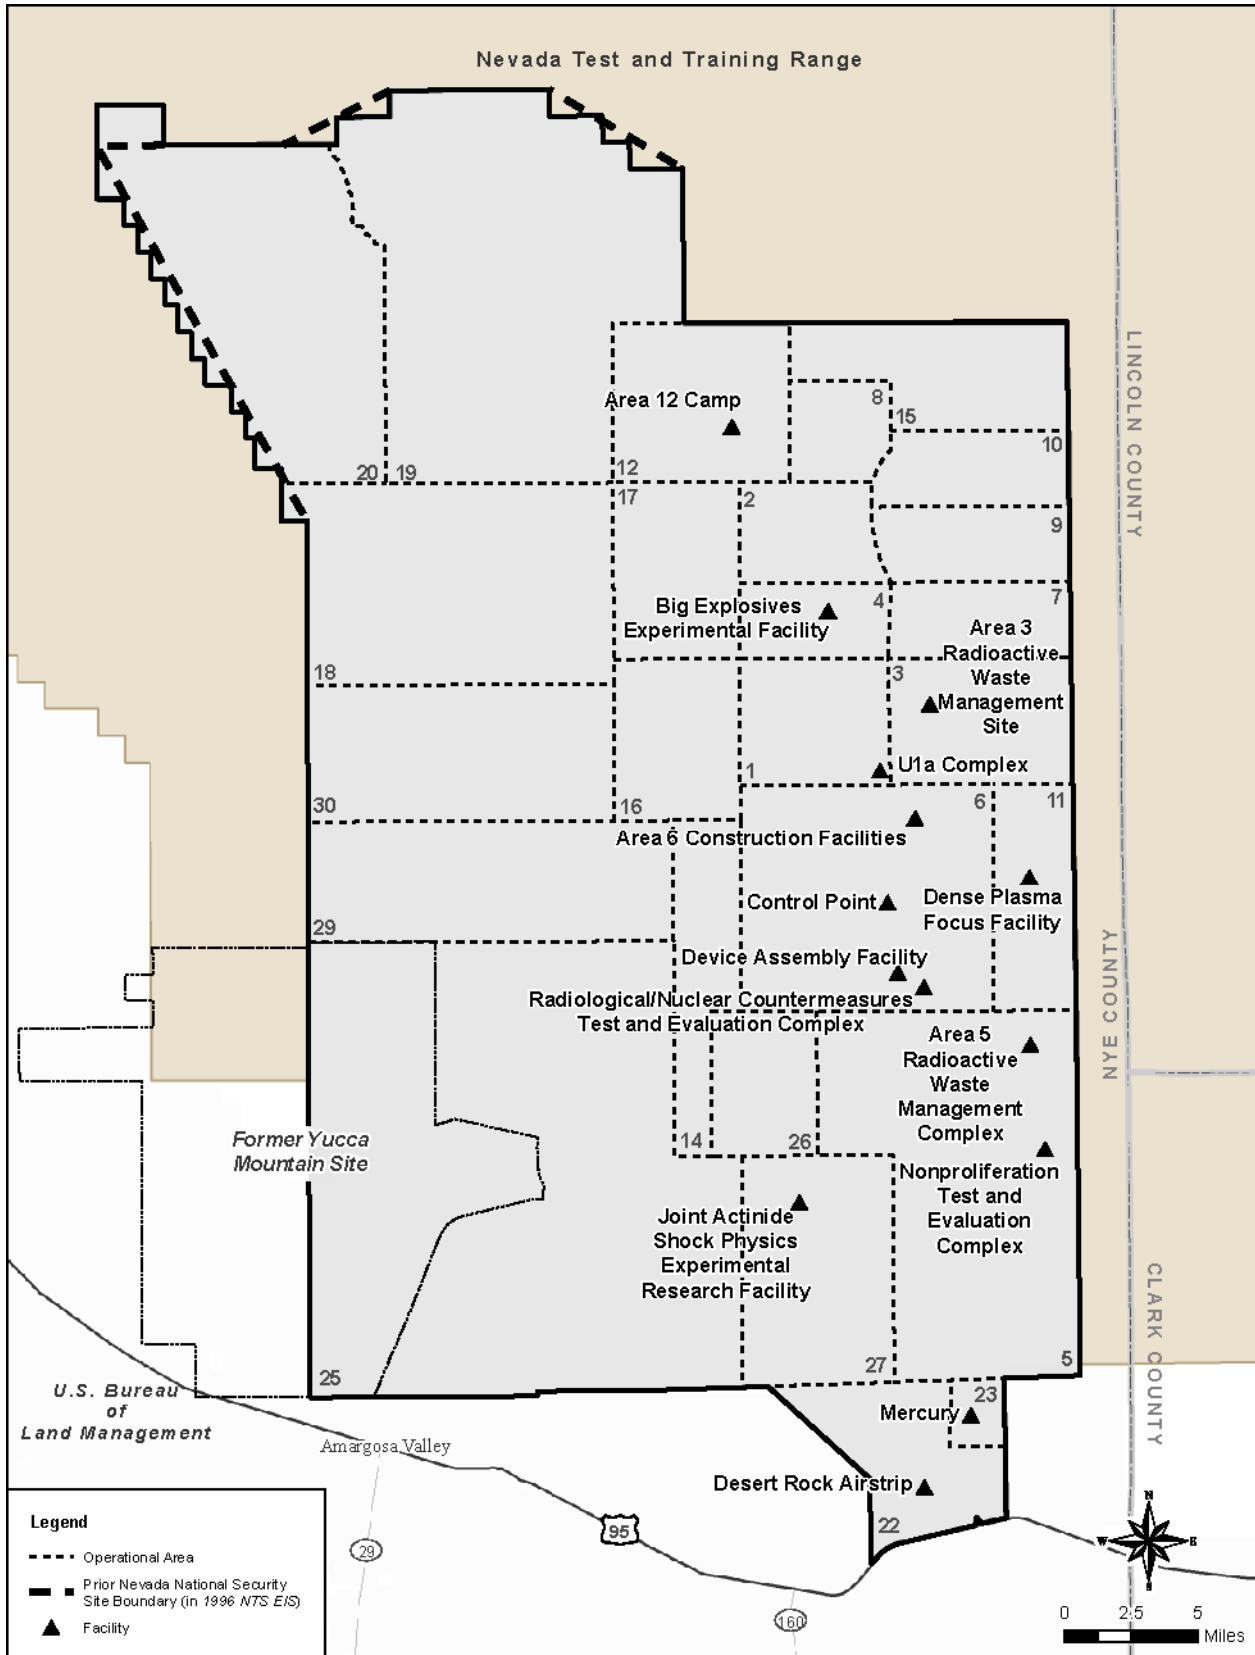 Nevada Test and Training Range
LINCOLN COUNTY
Area 12 Camp
8
15
10
20
19
12
17
2
9
Big Explosives
Experimental Facility
4
7
Area 3
Radioactive
Waste
Management
Site
18
3
1
U1a Complex
30
16
6
11
Area 6 Construction Facilities
Control Point
Dense Plasma
Focus Facility
29
Device Assembly Facility
Radiological/Nuclear Countermeasures
Test and Evaluation Complex
NYE COUNTY
Area 5
Radioactive
Waste
Management
Complex
Former Yucca
Mountain Site
14
26
Nonproliferation
Test and
Evaluation
Complex
Joint Actinide
Shock Physics
Experimental
Research Facility
CLARK COUNTY
25
27
5
U.S. Bureau
of
Land Management
23
Mercury
Amargosa Valley
Desert Rock Airstrip
22
95
29
160
N
W
E
S
Legend
Operational Area
Prior Nevada National Security
Site Boundary (in 1996 NTS EIS)
Facility
0 2.5 5
Miles